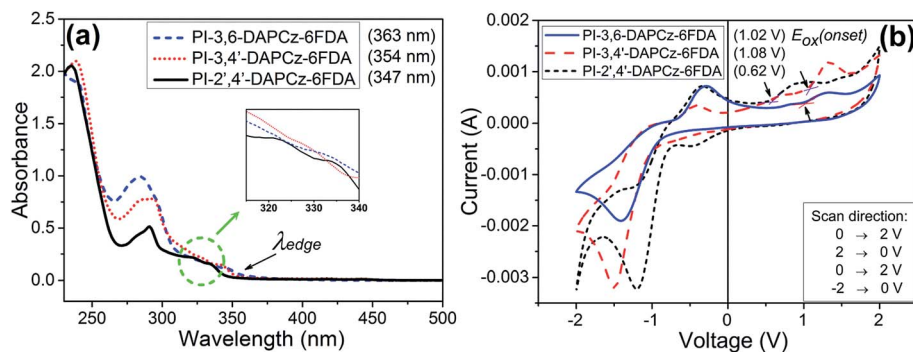 (a)
PI-3,6-DAPCz-6FDA (363 nm)
PI-3,4'-DAPCz-6FDA (354 nm)
PI-2',4'-DAPCz-6FDA (347 nm)
Absorbance
2.5
2.0
1.5
1.0
0.5
0.0
320 330 340
λedge
250 300 350 400 450 500
Wavelength (nm)
(b)
PI-3,6-DAPCz-6FDA (1.02 V) EOX(onset)
PI-3,4'-DAPCz-6FDA (1.08 V)
PI-2',4'-DAPCz-6FDA (0.62 V)
Current (A)
0.002
0.001
0.000
-0.001
-0.002
-0.003
Scan direction:
0 → 2 V
2 → 0 V
0 → 2 V
-2 → 0 V
-2 -1 0 1 2
Voltage (V)